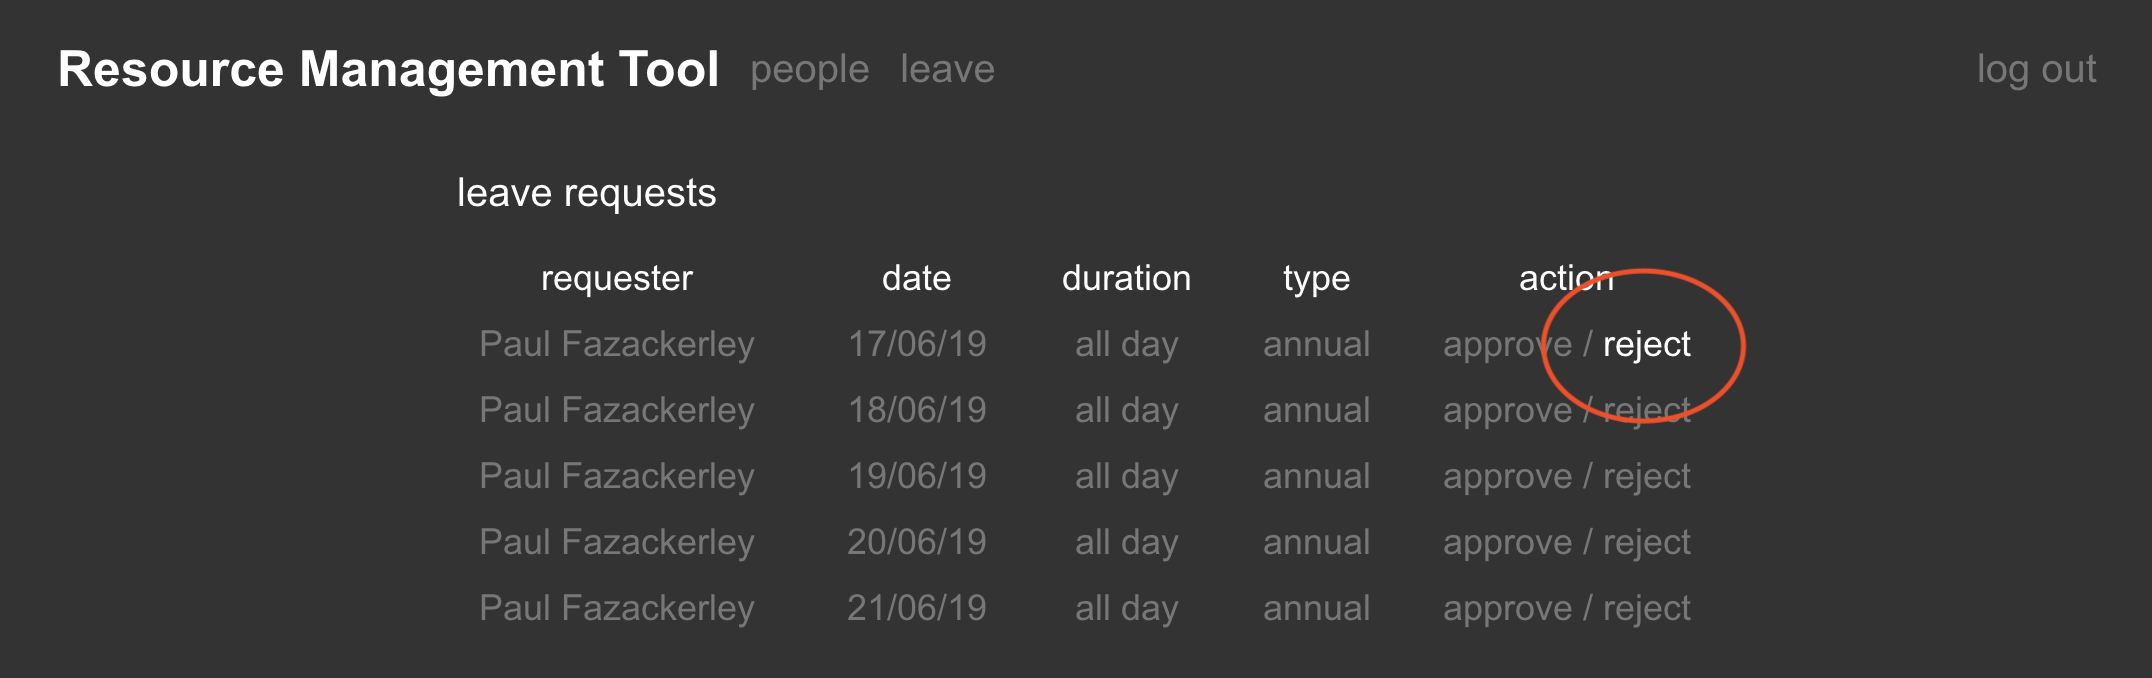 Resource Management Tool people leave log out
leave requests
requester date duration type action
Paul Fazackerley 17/06/19 all day annual approve / reject
Paul Fazackerley 18/06/19 all day annual approve / reject
Paul Fazackerley 19/06/19 all day annual approve / reject
Paul Fazackerley 20/06/19 all day annual approve / reject
Paul Fazackerley 21/06/19 all day annual approve / reject